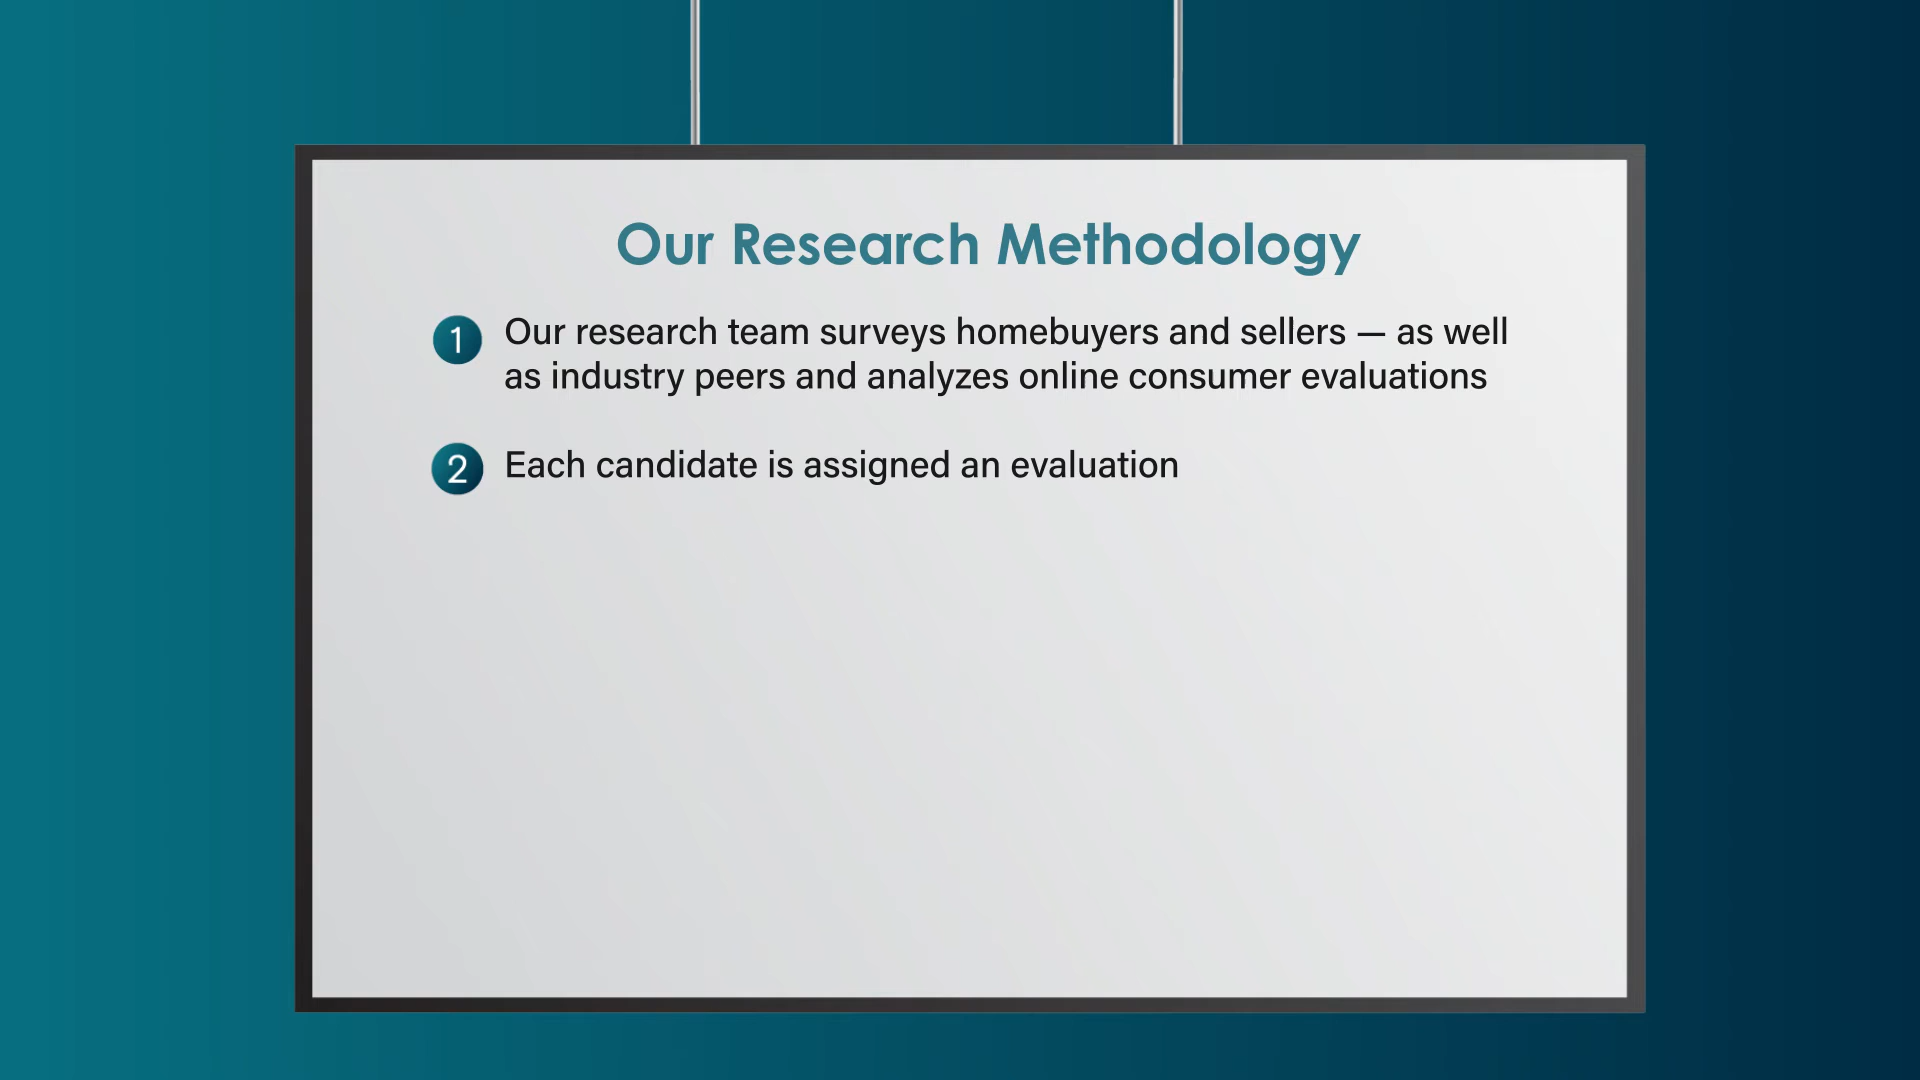 Our Research Methodology
1 Our research team surveys homebuyers and sellers — as well
as industry peers and analyzes online consumer evaluations
2 Each candidate is assigned an evaluation